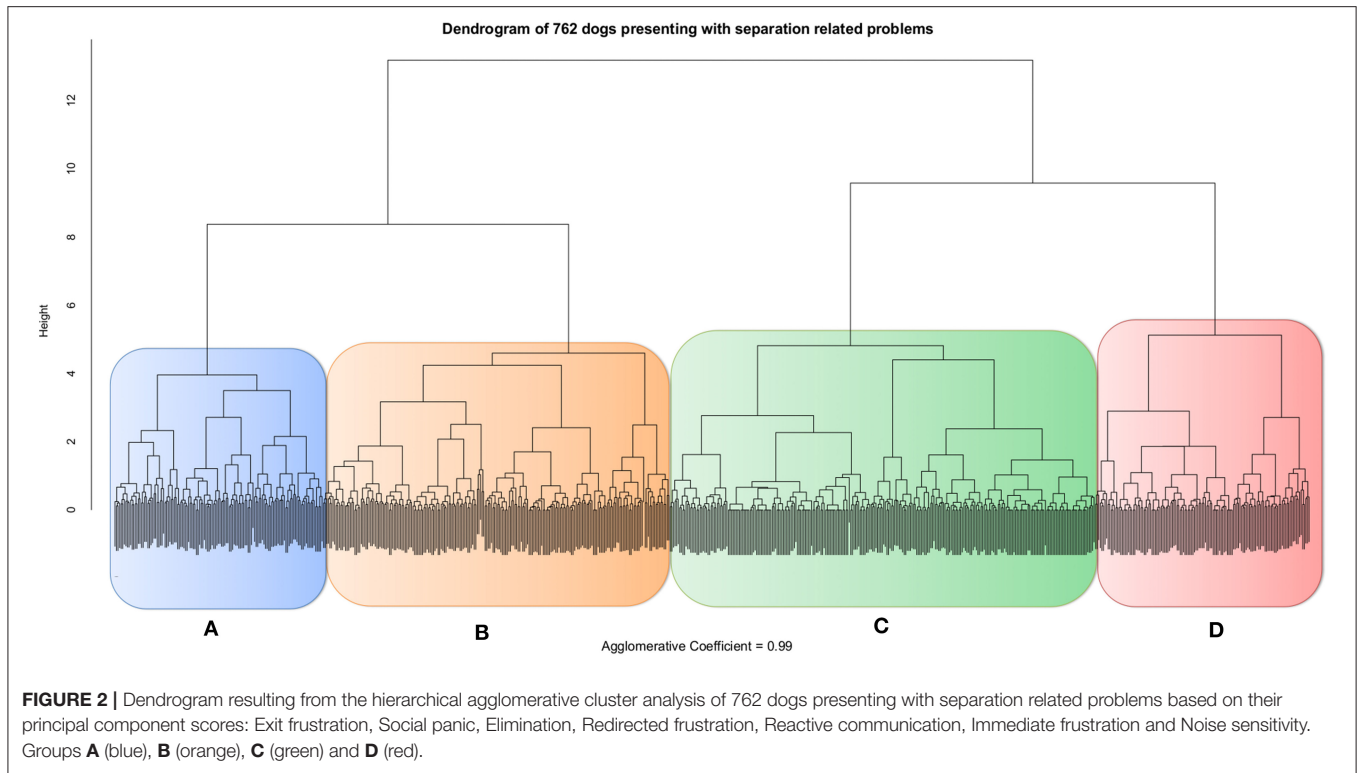 Dendrogram of 762 dogs presenting with separation related problems
12
10
8
6
4
2
0
Height
A
B
C
D
Agglomerative Coefficient = 0.99
FIGURE 2 | Dendrogram resulting from the hierarchical agglomerative cluster analysis of 762 dogs presenting with separation related problems based on their
principal component scores: Exit frustration, Social panic, Elimination, Redirected frustration, Reactive communication, Immediate frustration and Noise sensitivity.
Groups A (blue), B (orange), C (green) and D (red).